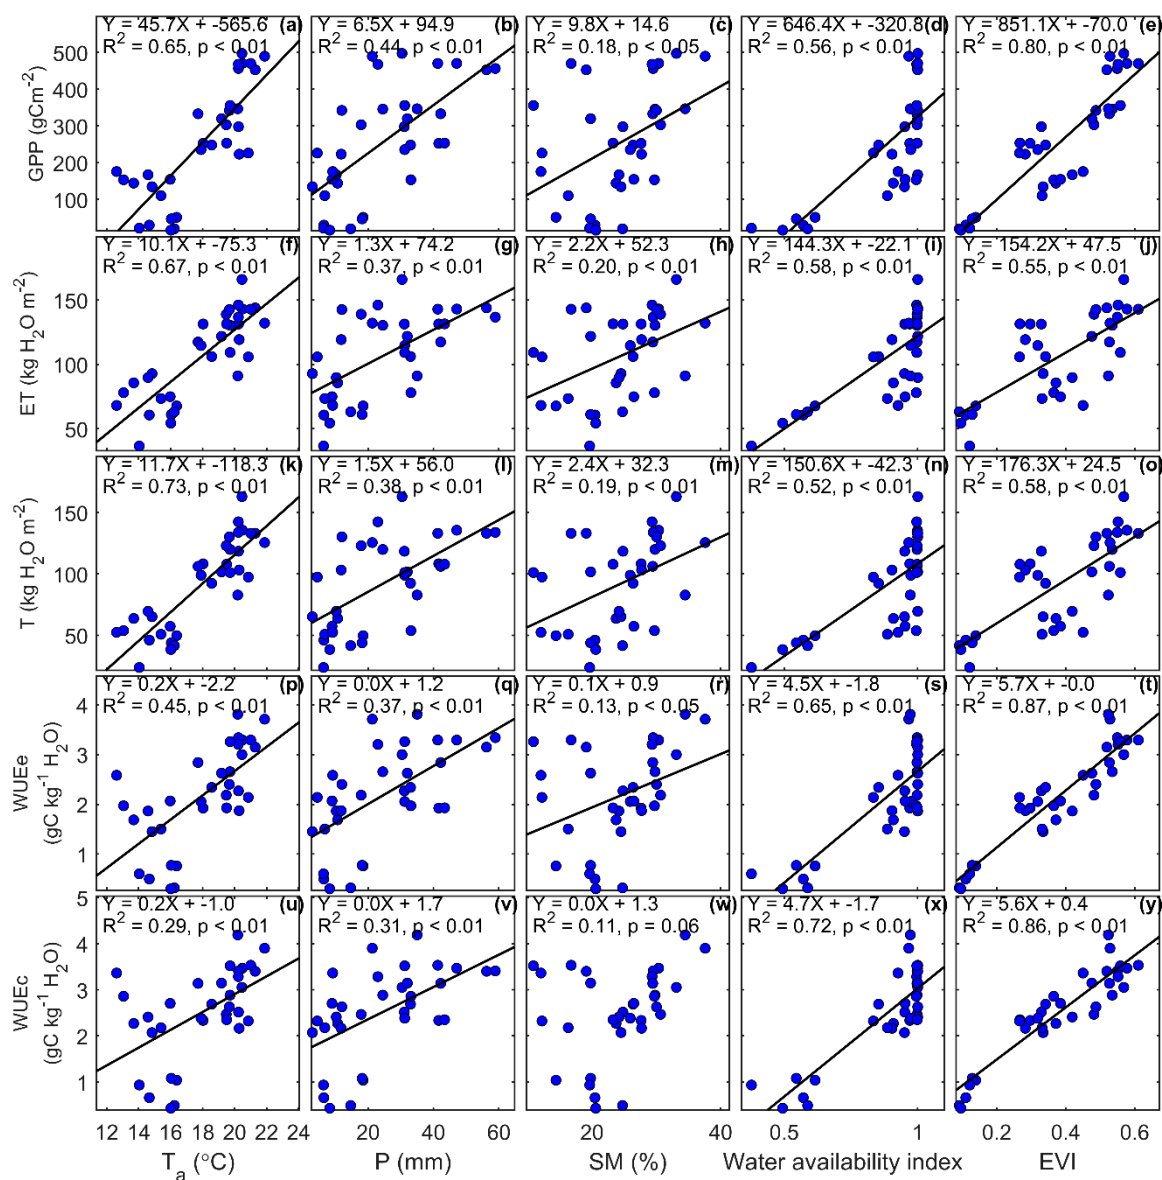 Y = 45.7X + -565.6 (a)
R² = 0.65, p < 0.01
Y = 6.5X + 94.9 (b)
R² = 0.44, p < 0.01
Y = 9.8X + 14.6 (c)
R² = 0.18, p < 0.05
Y = 646.4X + -320.8 (d)
R² = 0.56, p < 0.01
Y = 851.1X + -70.0 (e)
R² = 0.80, p < 0.01
500
400
300
200
100
GPP (gCm⁻²)
Y = 10.1X + -75.3 (f)
R² = 0.67, p < 0.01
Y = 1.3X + 74.2 (g)
R² = 0.37, p < 0.01
Y = 2.2X + 52.3 (h)
R² = 0.20, p < 0.01
Y = 144.3X + -22.1 (i)
R² = 0.58, p < 0.01
Y = 154.2X + 47.5 (j)
R² = 0.55, p < 0.01
150
100
50
ET (kg H₂O m⁻²)
Y = 11.7X + -118.3 (k)
R² = 0.73, p < 0.01
Y = 1.5X + 56.0 (l)
R² = 0.38, p < 0.01
Y = 2.4X + 32.3 (m)
R² = 0.19, p < 0.01
Y = 150.6X + -42.3 (n)
R² = 0.52, p < 0.01
Y = 176.3X + 24.5 (o)
R² = 0.58, p < 0.01
150
100
50
T (kg H₂O m⁻²)
Y = 0.2X + -2.2 (p)
R² = 0.45, p < 0.01
Y = 0.0X + 1.2 (q)
R² = 0.37, p < 0.01
Y = 0.1X + 0.9 (r)
R² = 0.13, p < 0.05
Y = 4.5X + -1.8 (s)
R² = 0.65, p < 0.01
Y = 5.7X + -0.0 (t)
R² = 0.87, p < 0.01
4
3
2
1
WUEe
(gC kg⁻¹ H₂O)
Y = 0.2X + -1.0 (u)
R² = 0.29, p < 0.01
Y = 0.0X + 1.7 (v)
R² = 0.31, p < 0.01
Y = 0.0X + 1.3 (w)
R² = 0.11, p = 0.06
Y = 4.7X + -1.7 (x)
R² = 0.72, p < 0.01
Y = 5.6X + 0.4 (y)
R² = 0.86, p < 0.01
5
4
3
2
1
WUEc
(gC kg⁻¹ H₂O)
12 14 16 18 20 22 24
0 20 40 60
20 40
0.5 1
0.2 0.4 0.6
Tₐ (°C)
P (mm)
SM (%)
Water availability index
EVI